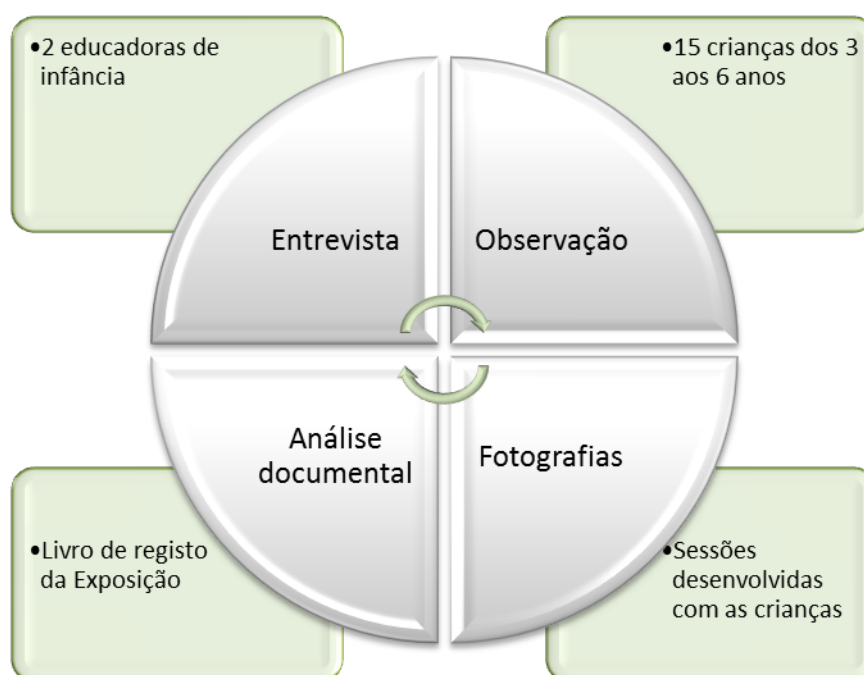 •2 educadoras de
infância
•15 crianças dos 3
aos 6 anos
Entrevista
Observação
Análise
documental
Fotografias
•Livro de registo
da Exposição
•Sessões
desenvolvidas
com as crianças